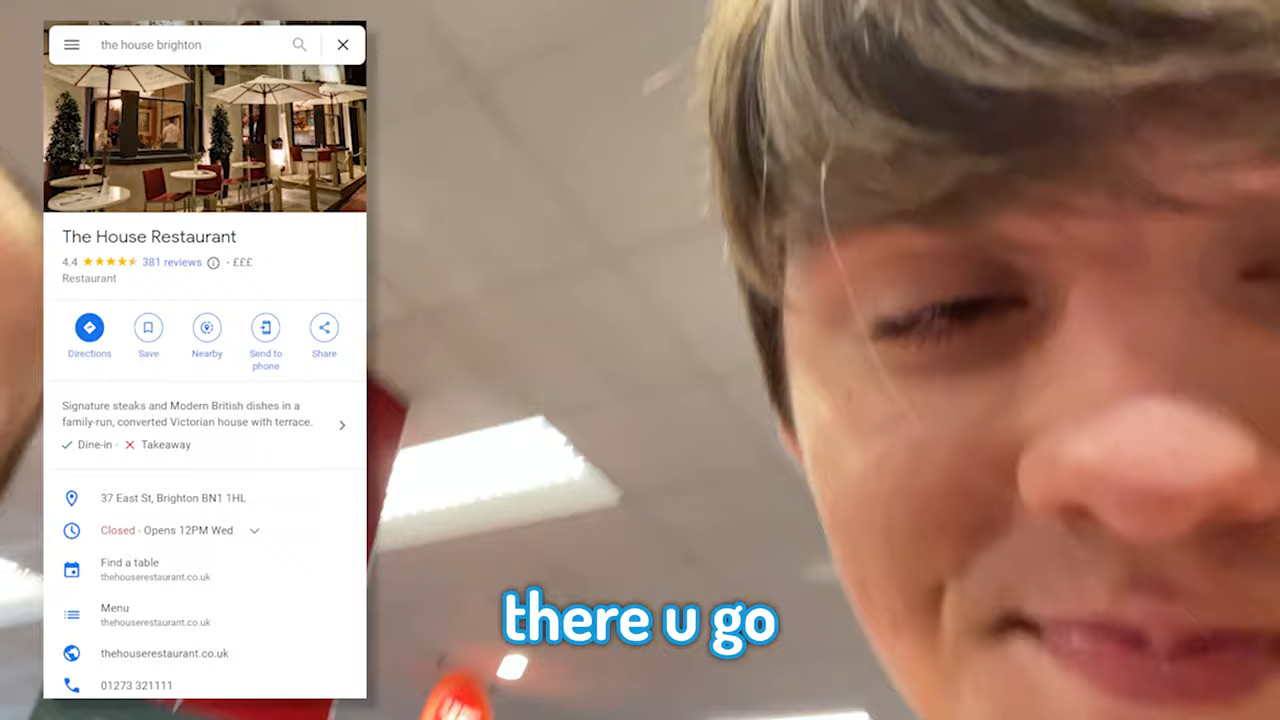 the house brighton
The House Restaurant
4.4 381 reviews · £££
Restaurant
Directions
Save
Nearby
Send to
phone
Share
Signature steaks and Modern British dishes in a
family-run, converted Victorian house with terrace.
Dine-in · Takeaway
37 East St, Brighton BN1 1HL
Closed · Opens 12PM Wed
Find a table
thehouserestaurant.co.uk
Menu
thehouserestaurant.co.uk
thehouserestaurant.co.uk
01273 321111
there u go